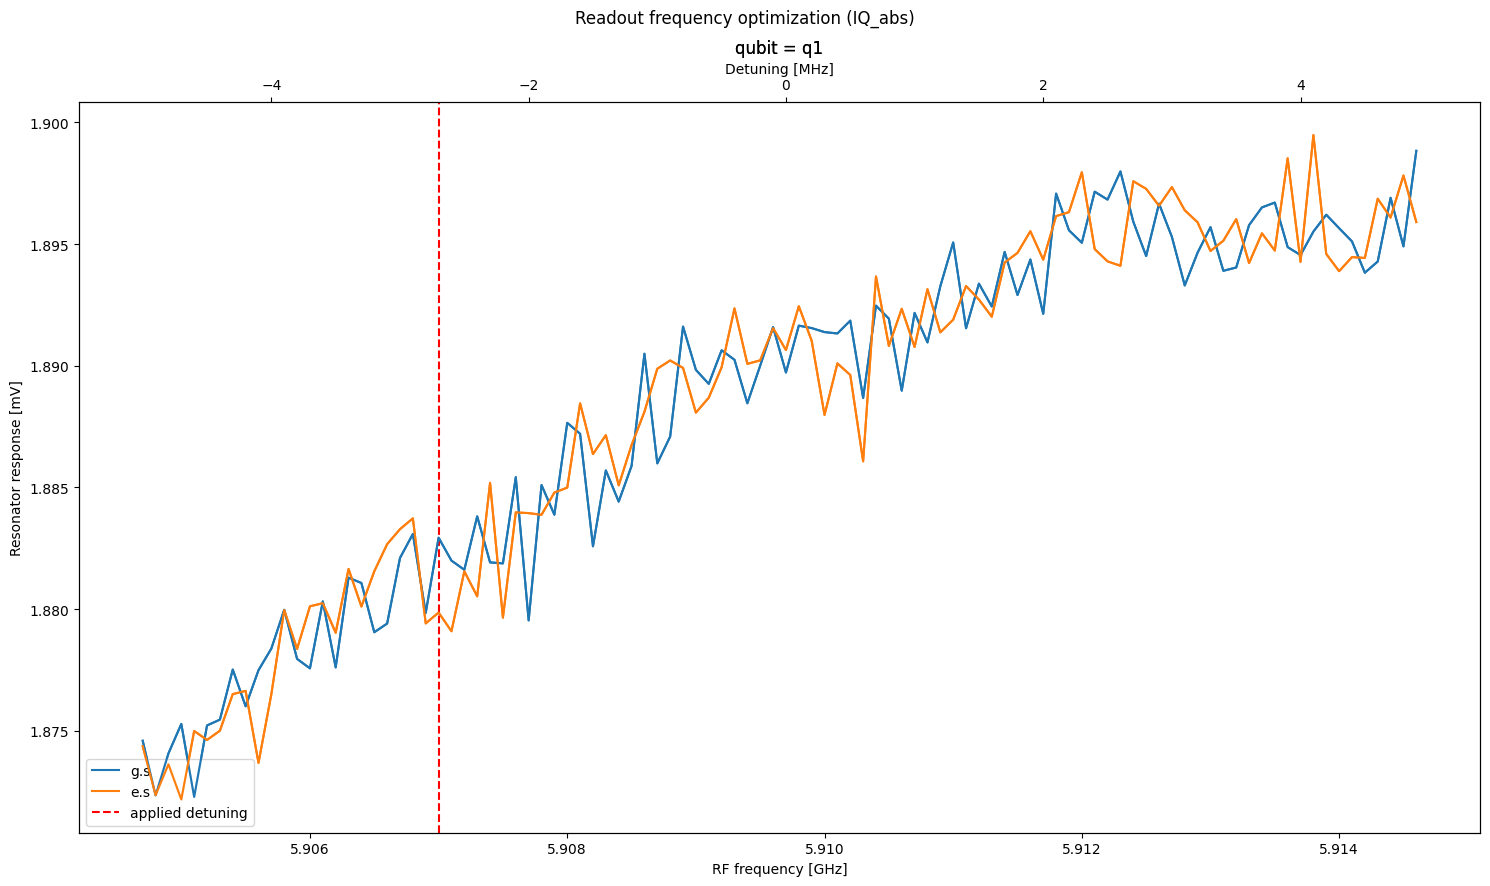 Readout frequency optimization (IQ_abs)
qubit = q1
Detuning [MHz]
−4 −2 0 2 4
1.900
1.895
1.890
1.885
1.880
1.875
Resonator response [mV]
g.s
e.s
applied detuning
5.906 5.908 5.910 5.912 5.914
RF frequency [GHz]